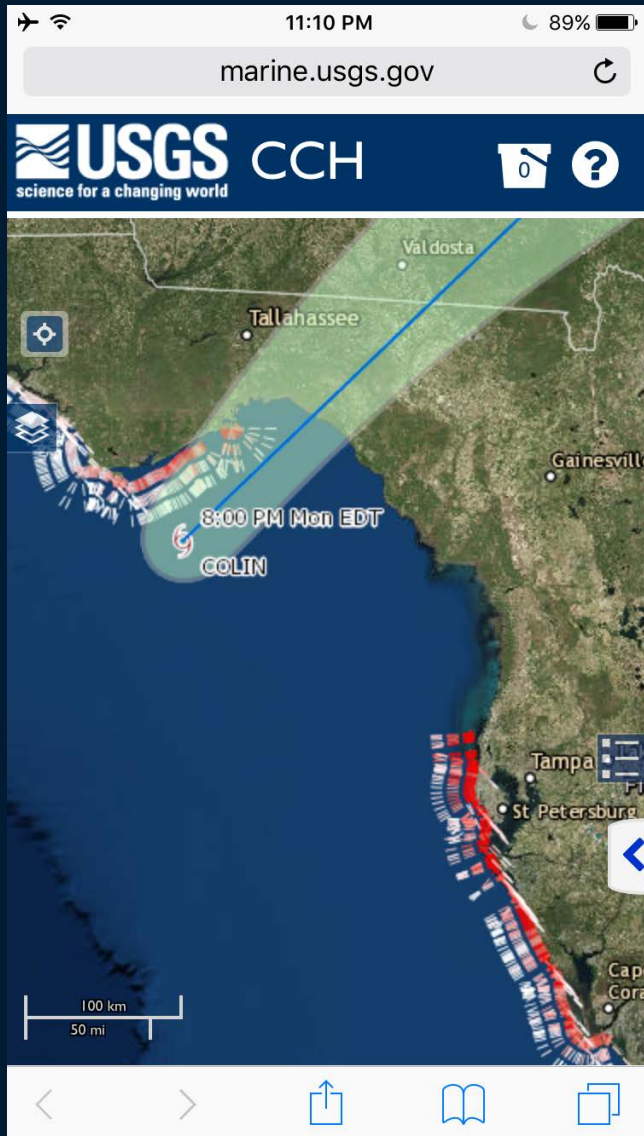 11:10 PM
89%
marine.usgs.gov
USGS
science for a changing world
CCH
0
?
Valdosta
Tallahassee
Gainesvill
8:00 PM Mon EDT
COLIN
Tampa
St Petersburg
Cap
Cora
100 km
50 mi